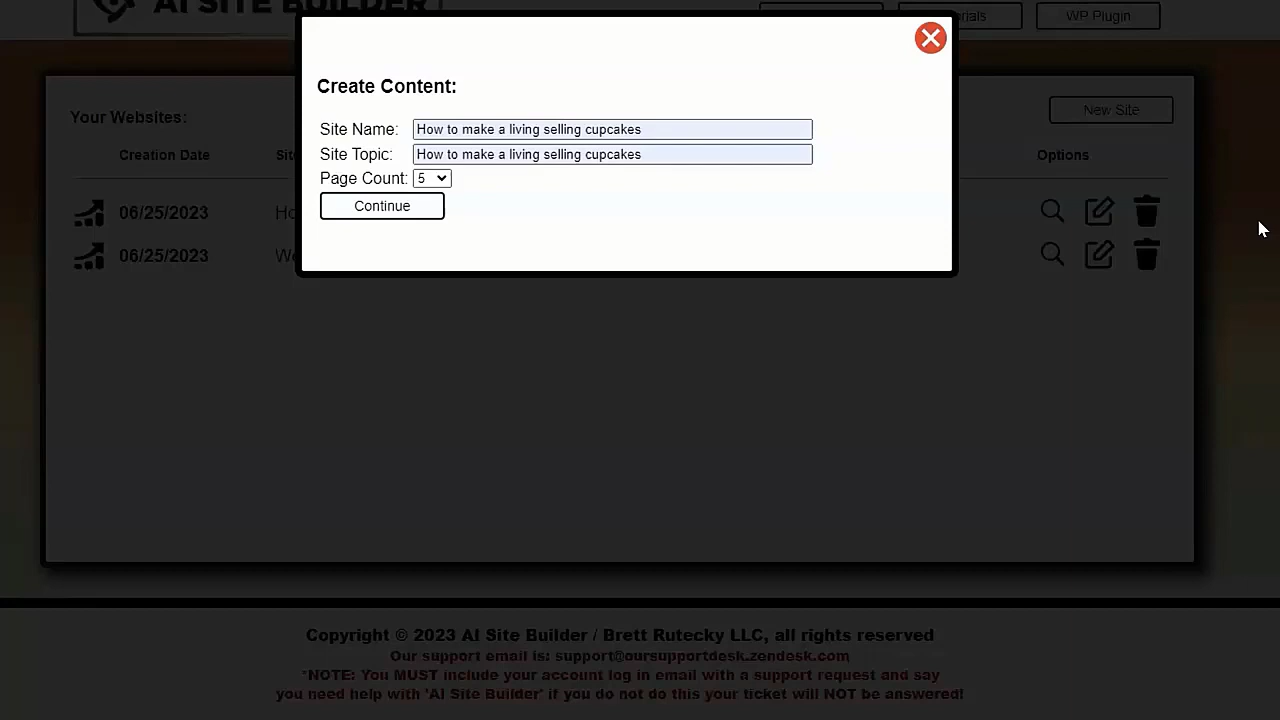 AI SITE BUILDER
WP Plugin
Create Content:
Your Websites:
New Site
Site Name: How to make a living selling cupcakes
Site Topic: How to make a living selling cupcakes
Page Count: 5
Continue
Creation Date
Options
06/25/2023
06/25/2023
Copyright © 2023 AI Site Builder / Brett Rutecky LLC, all rights reserved
Our support email is: support@oursupportdesk.zendesk.com
*NOTE: You MUST include your account log in email with a support request and say
you need help with 'AI Site Builder' if you do not do this your ticket will NOT be answered!